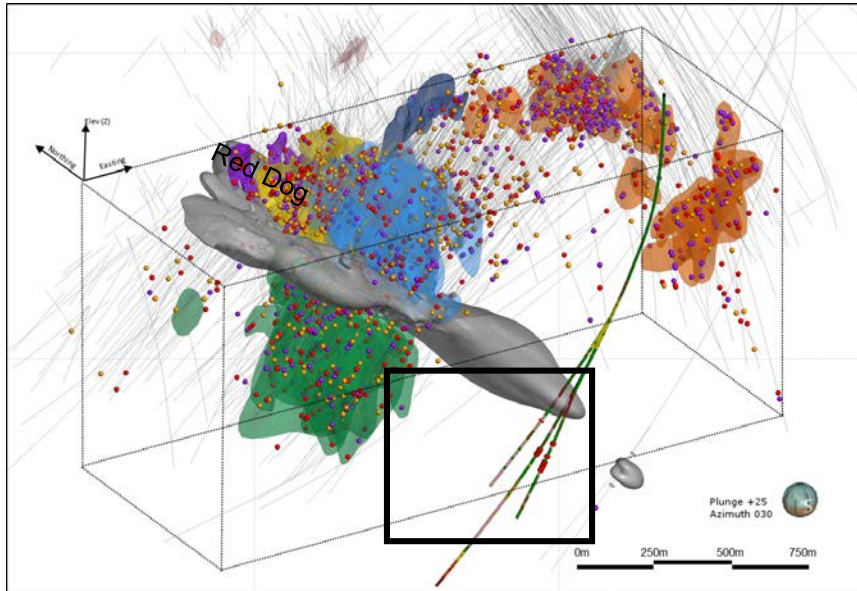 Elev (Z)
Northing
Easting
Red Dog
Plunge +25
Azimuth 030
0m 250m 500m 750m